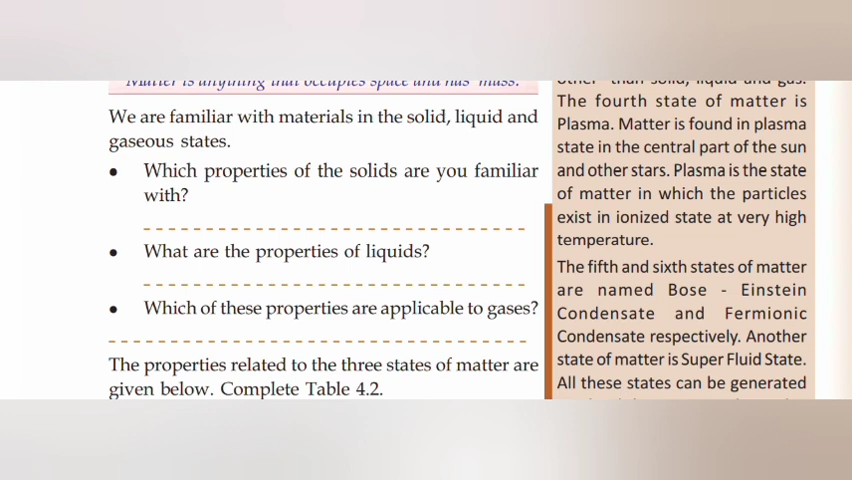 Matter is anything that occupies space and has mass.
We are familiar with materials in the solid, liquid and
gaseous states.
• Which properties of the solids are you familiar
with?
• What are the properties of liquids?
• Which of these properties are applicable to gases?
The properties related to the three states of matter are
given below. Complete Table 4.2.
other than solid, liquid and gas.
The fourth state of matter is
Plasma. Matter is found in plasma
state in the central part of the sun
and other stars. Plasma is the state
of matter in which the particles
exist in ionized state at very high
temperature.
The fifth and sixth states of matter
are named Bose - Einstein
Condensate and Fermionic
Condensate respectively. Another
state of matter is Super Fluid State.
All these states can be generated